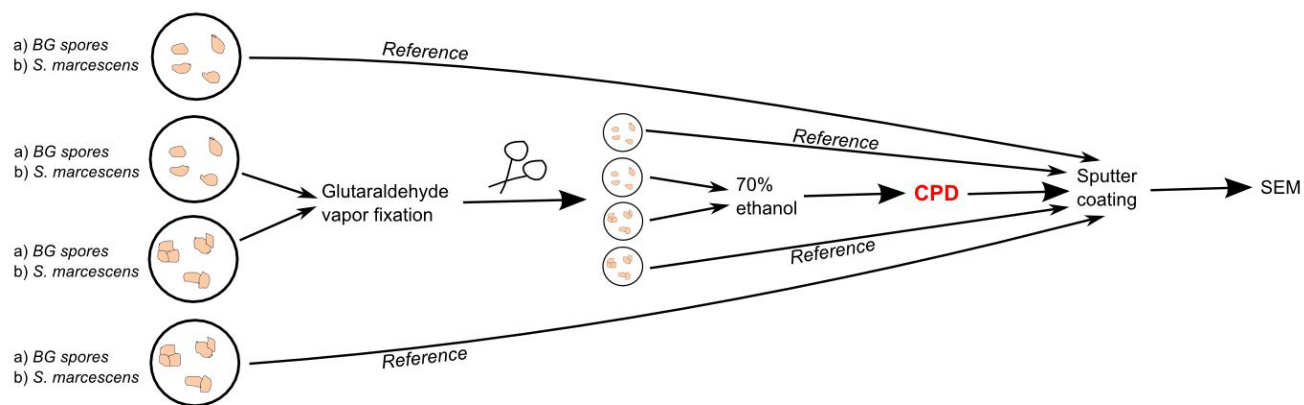 a) BG spores
b) S. marcescens
Reference
a) BG spores
b) S. marcescens
Glutaraldehyde
vapor fixation
Reference
70%
ethanol
CPD
Sputter
coating
SEM
a) BG spores
b) S. marcescens
Reference
a) BG spores
b) S. marcescens
Reference